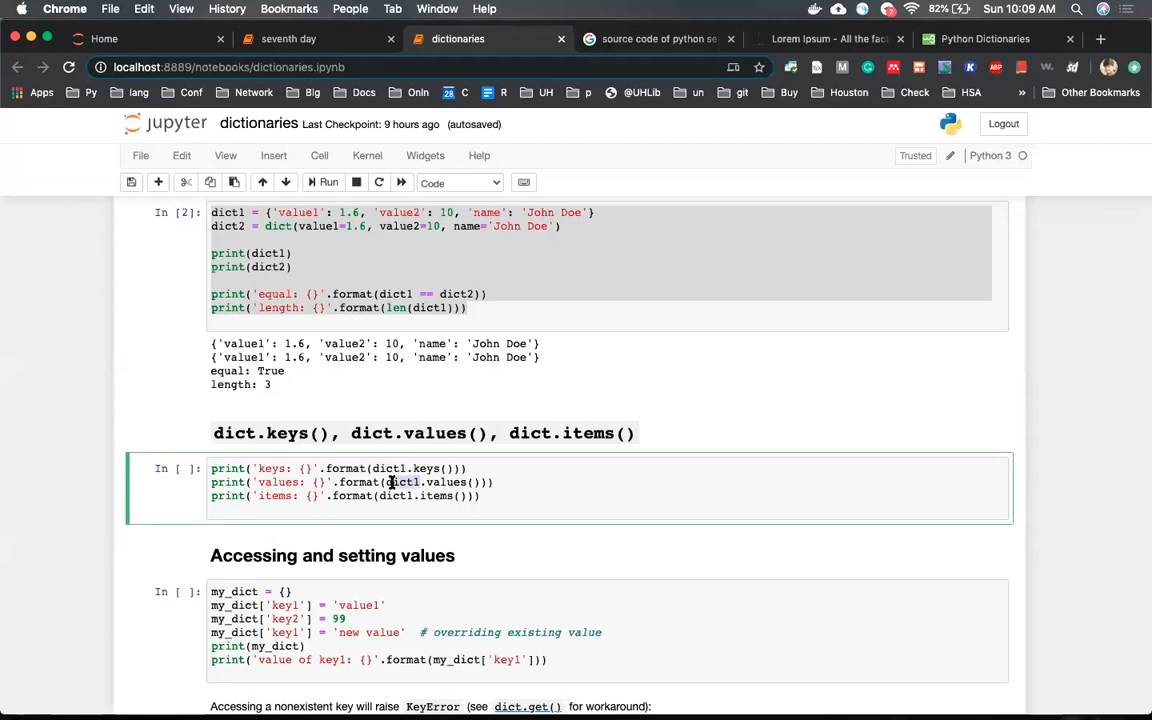 Chrome File Edit View History Bookmarks People Tab Window Help 7 82% Sun 10:09 AM
Home seventh day dictionaries source code of python se Lorem Ipsum - All the fact Python Dictionaries
localhost:8889/notebooks/dictionaries.ipynb
Apps Py lang Conf Network Big Docs OnIn 28 C R UH p @UHLib un git Buy Houston Check HSA » Other Bookmarks
jupyter dictionaries Last Checkpoint: 9 hours ago (autosaved) Logout
File Edit View Insert Cell Kernel Widgets Help Trusted Python 3
Run Code
In [2]: dict1 = {'value1': 1.6, 'value2': 10, 'name': 'John Doe'}
dict2 = dict(value1=1.6, value2=10, name='John Doe')
print(dict1)
print(dict2)
print('equal: {}'.format(dict1 == dict2))
print('length: {}'.format(len(dict1)))
{'value1': 1.6, 'value2': 10, 'name': 'John Doe'}
{'value1': 1.6, 'value2': 10, 'name': 'John Doe'}
equal: True
length: 3
dict.keys(), dict.values(), dict.items()
In [ ]: print('keys: {}'.format(dict1.keys()))
print('values: {}'.format(dict1.values()))
print('items: {}'.format(dict1.items()))
Accessing and setting values
In [ ]: my_dict = {}
my_dict['key1'] = 'value1'
my_dict['key2'] = 99
my_dict['key1'] = 'new value' # overriding existing value
print(my_dict)
print('value of key1: {}'.format(my_dict['key1']))
Accessing a nonexistent key will raise KeyError (see dict.get() for workaround):